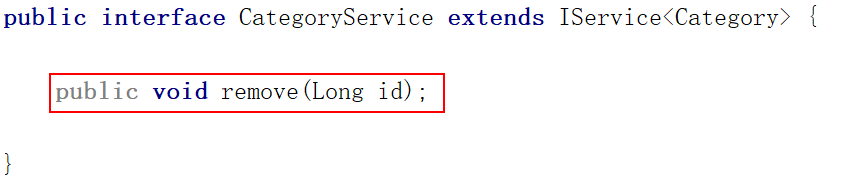 public interface CategoryService extends IService<Category> {
public void remove(Long id);
}